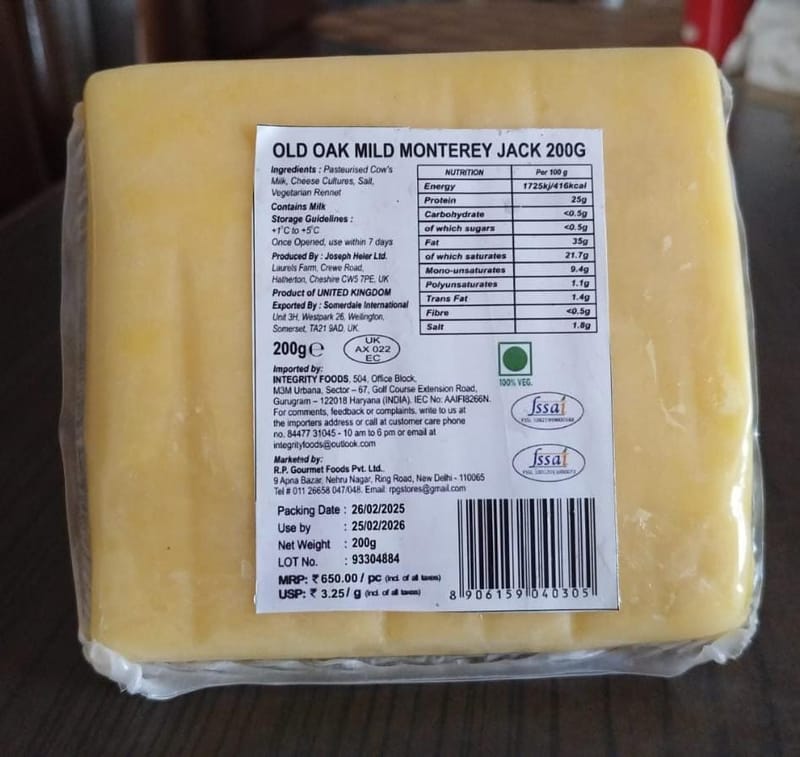 OLD OAK MILD MONTEREY JACK 200G
Ingredients : Pasteurised Cow's
Milk, Cheese Cultures, Salt,
Vegetarian Rennet
Contains Milk
Storage Guidelines :
+1°C to +5°C
Once Opened, use within 7 days
Produced By : Joseph Heler Ltd.
Laurels Farm, Crewe Road,
Hatherton, Cheshire CW5 7PE, UK
Product of UNITED KINGDOM
Exported By : Somerdale International
Unit 3H, Westpark 26, Wellington,
Somerset, TA21 9AD, UK.
200g ℮
UK
AX 022
EC
NUTRITION Per 100 g
Energy 1725kj/416kcal
Protein 25g
Carbohydrate <0.5g
of which sugars <0.5g
Fat 35g
of which saturates 21.7g
Mono-unsaturates 9.4g
Polyunsaturates 1.1g
Trans Fat 1.4g
Fibre <0.5g
Salt 1.8g
100% VEG.
fssai
fssai
Imported by:
INTEGRITY FOODS, 504, Office Block,
M3M Urbana, Sector – 67, Golf Course Extension Road,
Gurugram – 122018 Haryana (INDIA). IEC No: AAIFI8266N.
For comments, feedback or complaints, write to us at
the importers address or call at customer care phone
no. 84477 31045 - 10 am to 6 pm or email at
integrityfoods@outlook.com
Marketed by:
R.P. Gourmet Foods Pvt. Ltd.
9 Apna Bazar, Nehru Nagar, Ring Road, New Delhi - 110065
Tel # 011 26658 047/048. Email: rpgstores@gmail.com
Packing Date : 26/02/2025
Use by : 25/02/2026
Net Weight : 200g
LOT No. : 93304884
MRP: ₹ 650.00 / pc (incl. of all taxes)
USP: ₹ 3.25/ g (incl. of all taxes)
8 906159 040305